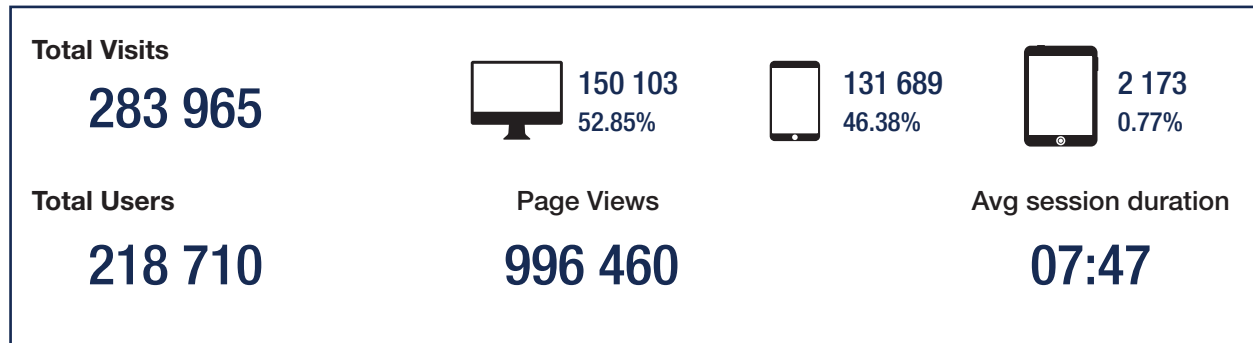 Total Visits
283 965
150 103
52.85%
131 689
46.38%
2 173
0.77%
Total Users
218 710
Page Views
996 460
Avg session duration
07:47